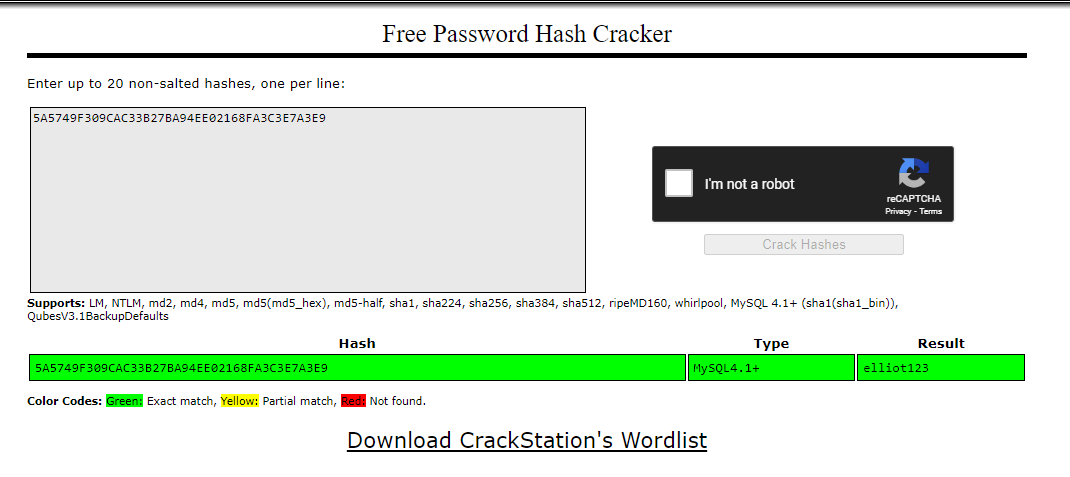 Free Password Hash Cracker
Enter up to 20 non-salted hashes, one per line:
5A5749F309CAC33B27BA94EE02168FA3C3E7A3E9
I'm not a robot
reCAPTCHA
Privacy - Terms
Crack Hashes
Supports: LM, NTLM, md2, md4, md5, md5(md5_hex), md5-half, sha1, sha224, sha256, sha384, sha512, ripeMD160, whirlpool, MySQL 4.1+ (sha1(sha1_bin)),
QubesV3.1BackupDefaults
Hash Type Result
5A5749F309CAC33B27BA94EE02168FA3C3E7A3E9 MySQL4.1+ elliot123
Color Codes: Green: Exact match, Yellow: Partial match, Red: Not found.
Download CrackStation's Wordlist